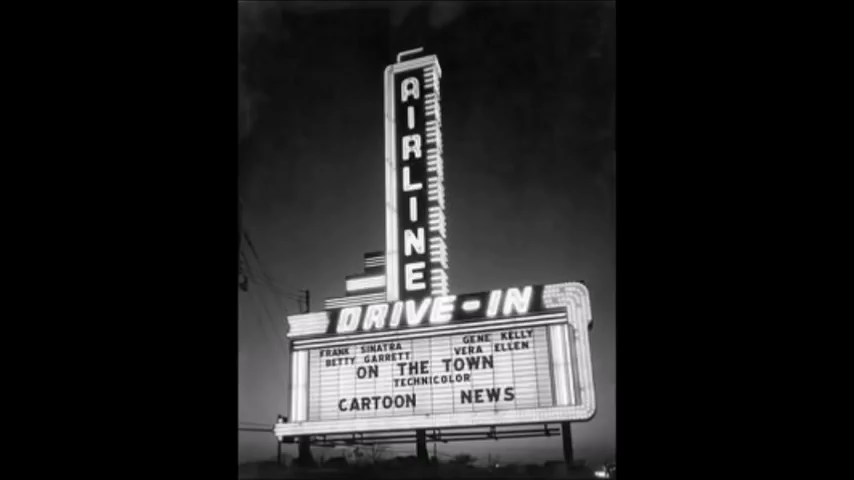 AIRLINE
DRIVE-IN
FRANK SINATRA GENE KELLY
BETTY GARRETT VERA ELLEN
ON THE TOWN
TECHNICOLOR
CARTOON NEWS